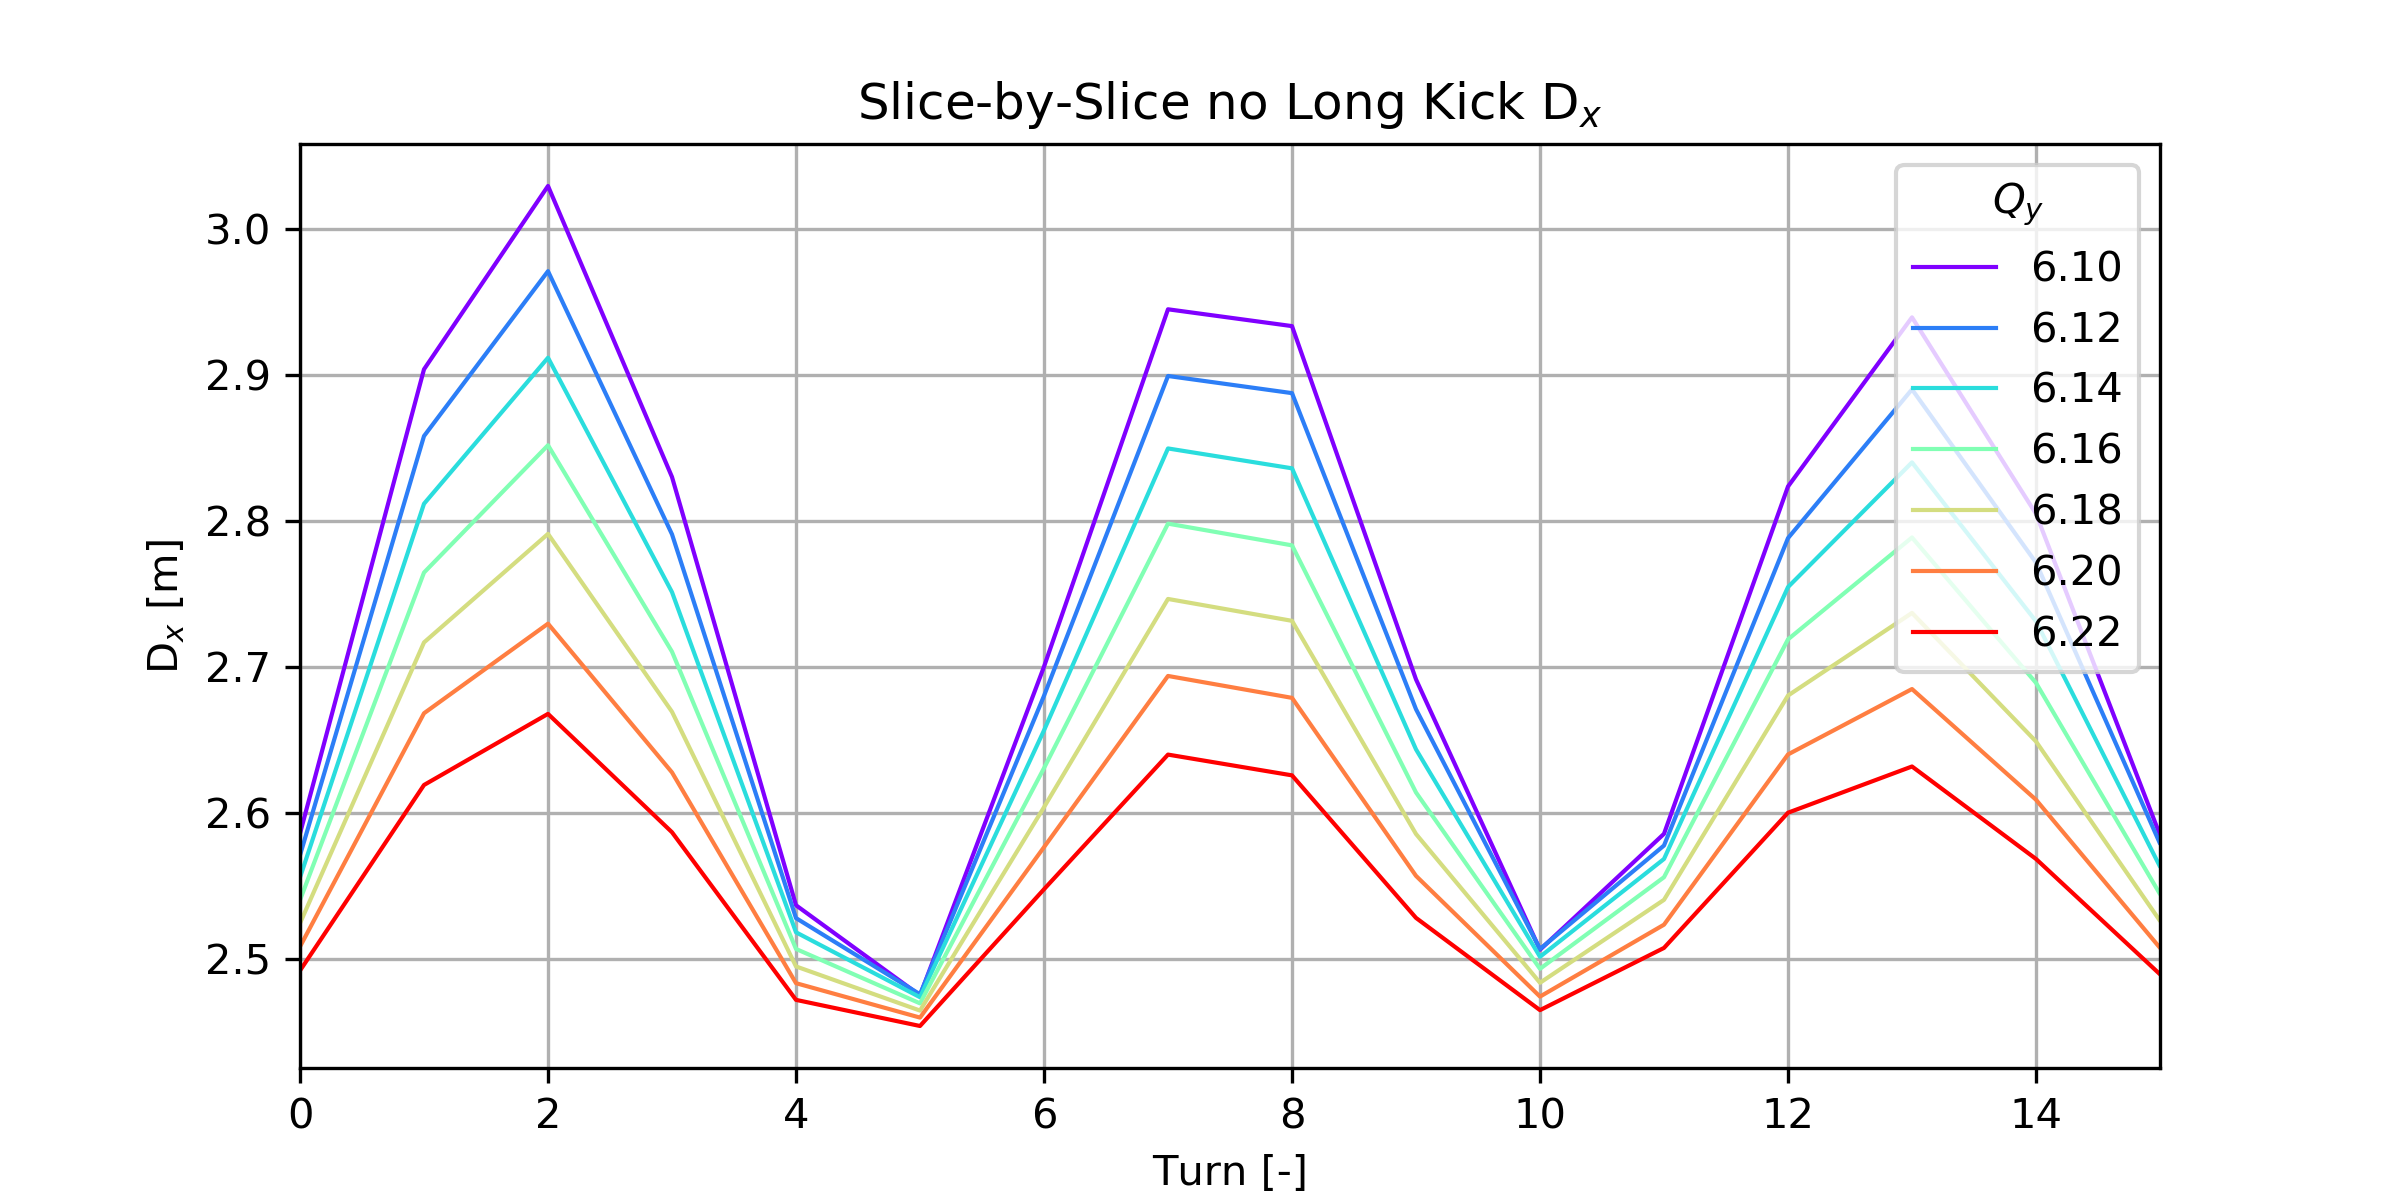 Slice-by-Slice no Long Kick Dₓ
D_x [m]
3.0
2.9
2.8
2.7
2.6
2.5
Q_y
6.10
6.12
6.14
6.16
6.18
6.20
6.22
0 2 4 6 8 10 12 14
Turn [-]